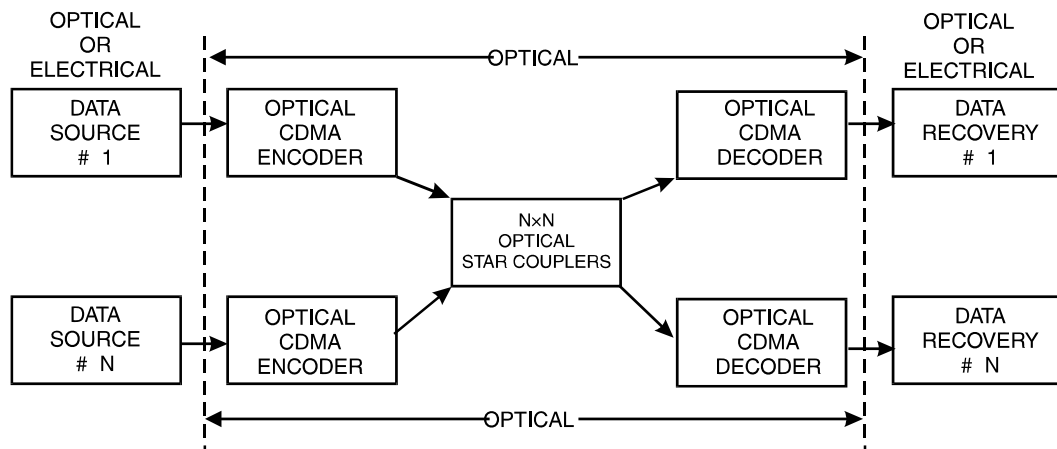 OPTICAL
OR
ELECTRICAL
OPTICAL
OPTICAL
OR
ELECTRICAL
DATA
SOURCE
# 1
OPTICAL
CDMA
ENCODER
OPTICAL
CDMA
DECODER
DATA
RECOVERY
# 1
N×N
OPTICAL
STAR COUPLERS
DATA
SOURCE
# N
OPTICAL
CDMA
ENCODER
OPTICAL
CDMA
DECODER
DATA
RECOVERY
# N
OPTICAL